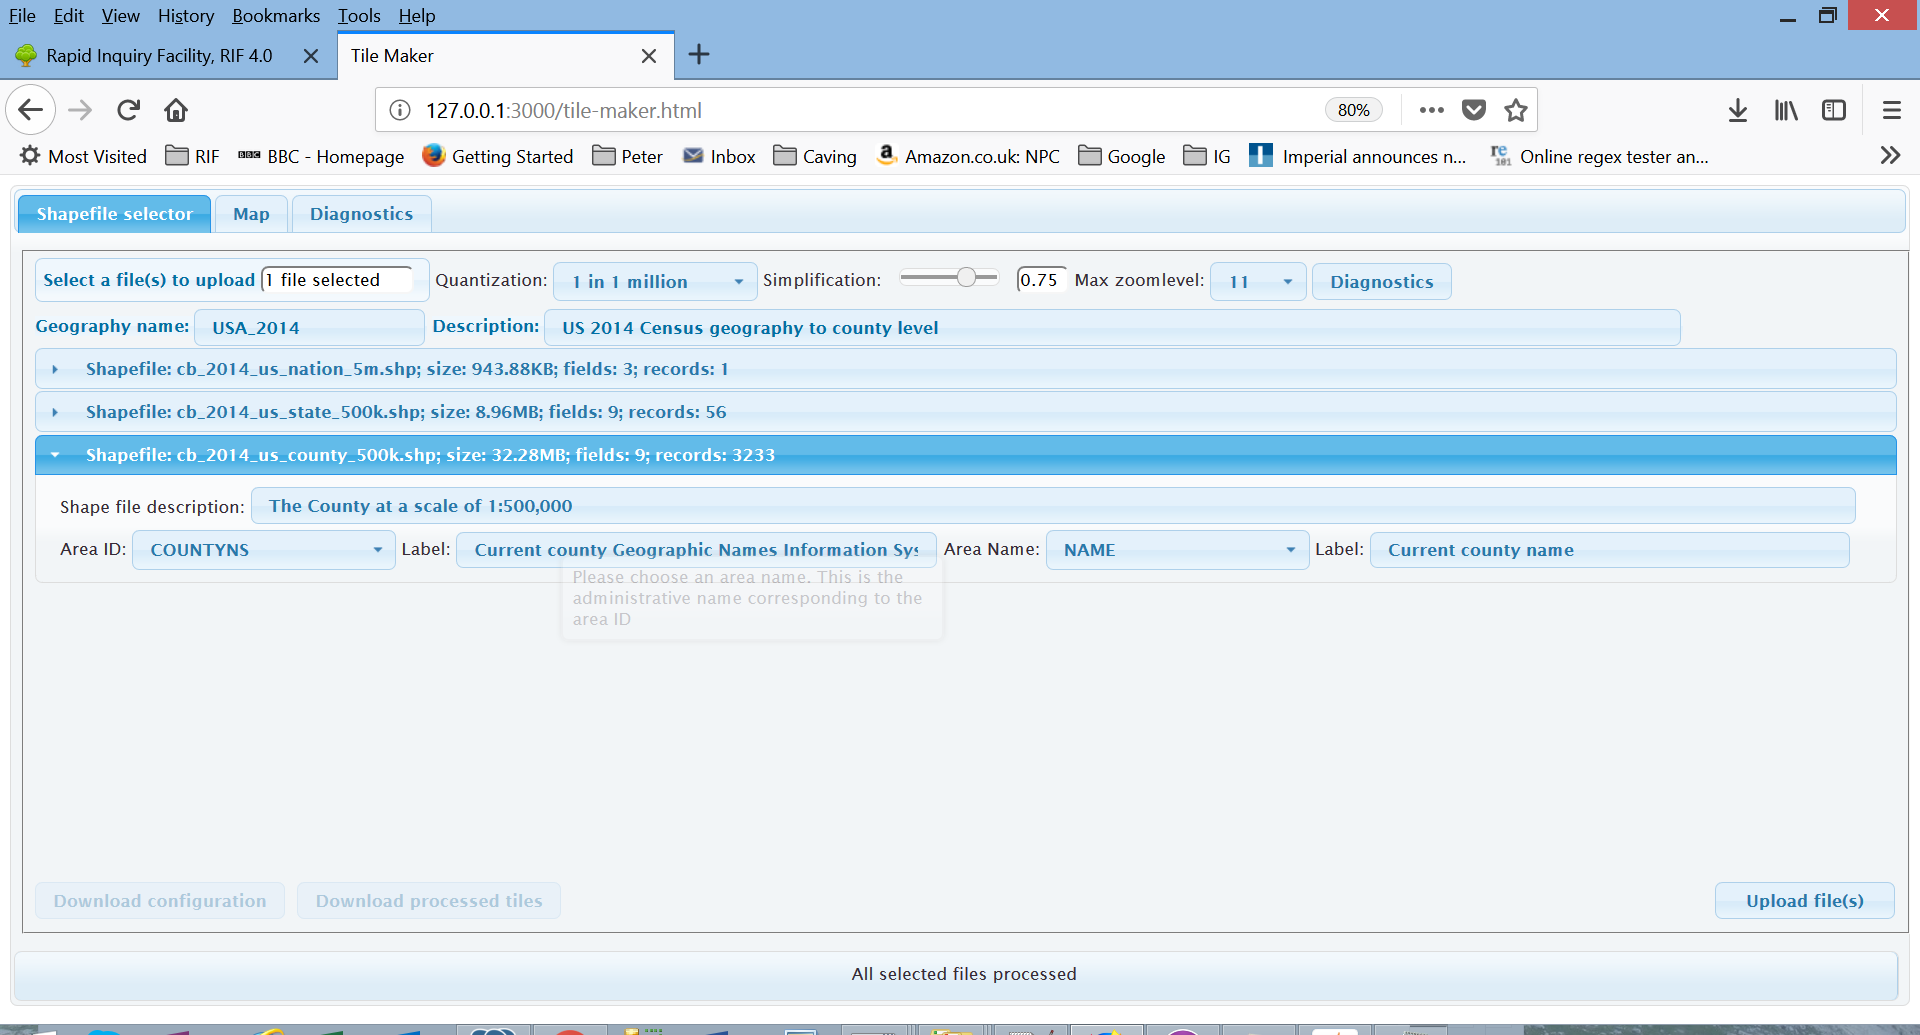 File Edit View History Bookmarks Tools Help
Rapid Inquiry Facility, RIF 4.0
Tile Maker
127.0.0.1:3000/tile-maker.html
80%
Most Visited RIF BBC BBC - Homepage Getting Started Peter Inbox Caving a Amazon.co.uk: NPC Google IG I Imperial announces n... re 101 Online regex tester an...
Shapefile selector Map Diagnostics
Select a file(s) to upload 1 file selected Quantization: 1 in 1 million Simplification: 0.75 Max zoomlevel: 11 Diagnostics
Geography name: USA_2014 Description: US 2014 Census geography to county level
Shapefile: cb_2014_us_nation_5m.shp; size: 943.88KB; fields: 3; records: 1
Shapefile: cb_2014_us_state_500k.shp; size: 8.96MB; fields: 9; records: 56
Shapefile: cb_2014_us_county_500k.shp; size: 32.28MB; fields: 9; records: 3233
Shape file description: The County at a scale of 1:500,000
Area ID: COUNTYNS Label: Current county Geographic Names Information Sys Area Name: NAME Label: Current county name
Please choose an area name. This is the
administrative name corresponding to the
area ID
Download configuration Download processed tiles Upload file(s)
All selected files processed